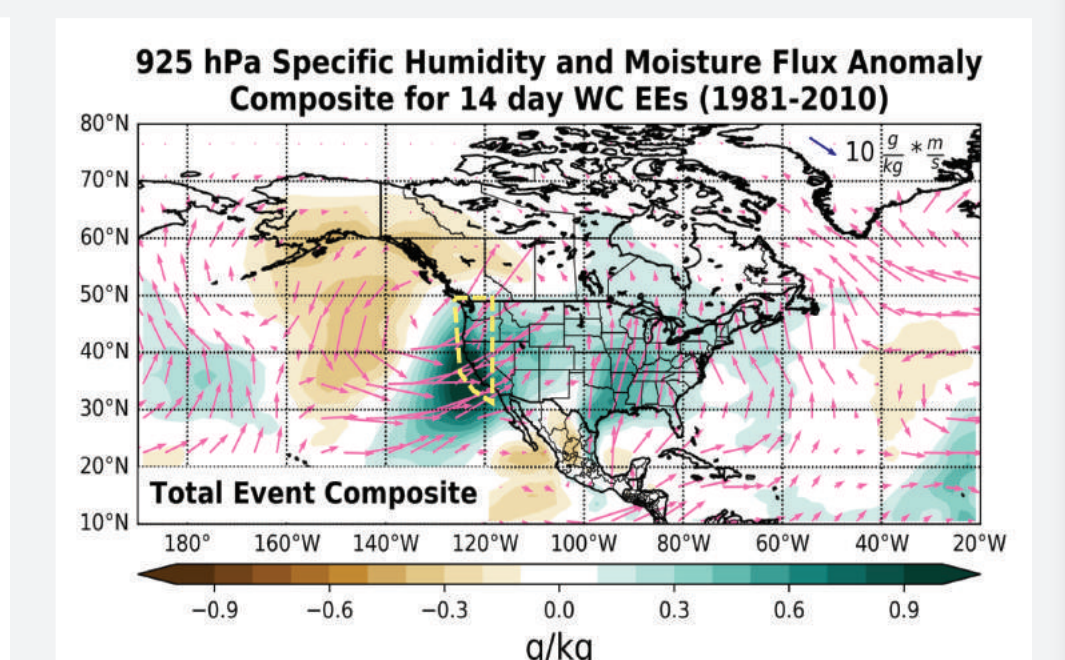 925 hPa Specific Humidity and Moisture Flux Anomaly
Composite for 14 day WC EEs (1981-2010)
80°N
10 g/kg * m/s
70°N
60°N
50°N
40°N
30°N
20°N
Total Event Composite
10°N
180° 160°W 140°W 120°W 100°W 80°W 60°W 40°W 20°W
−0.9 −0.6 −0.3 0.0 0.3 0.6 0.9
g/kg